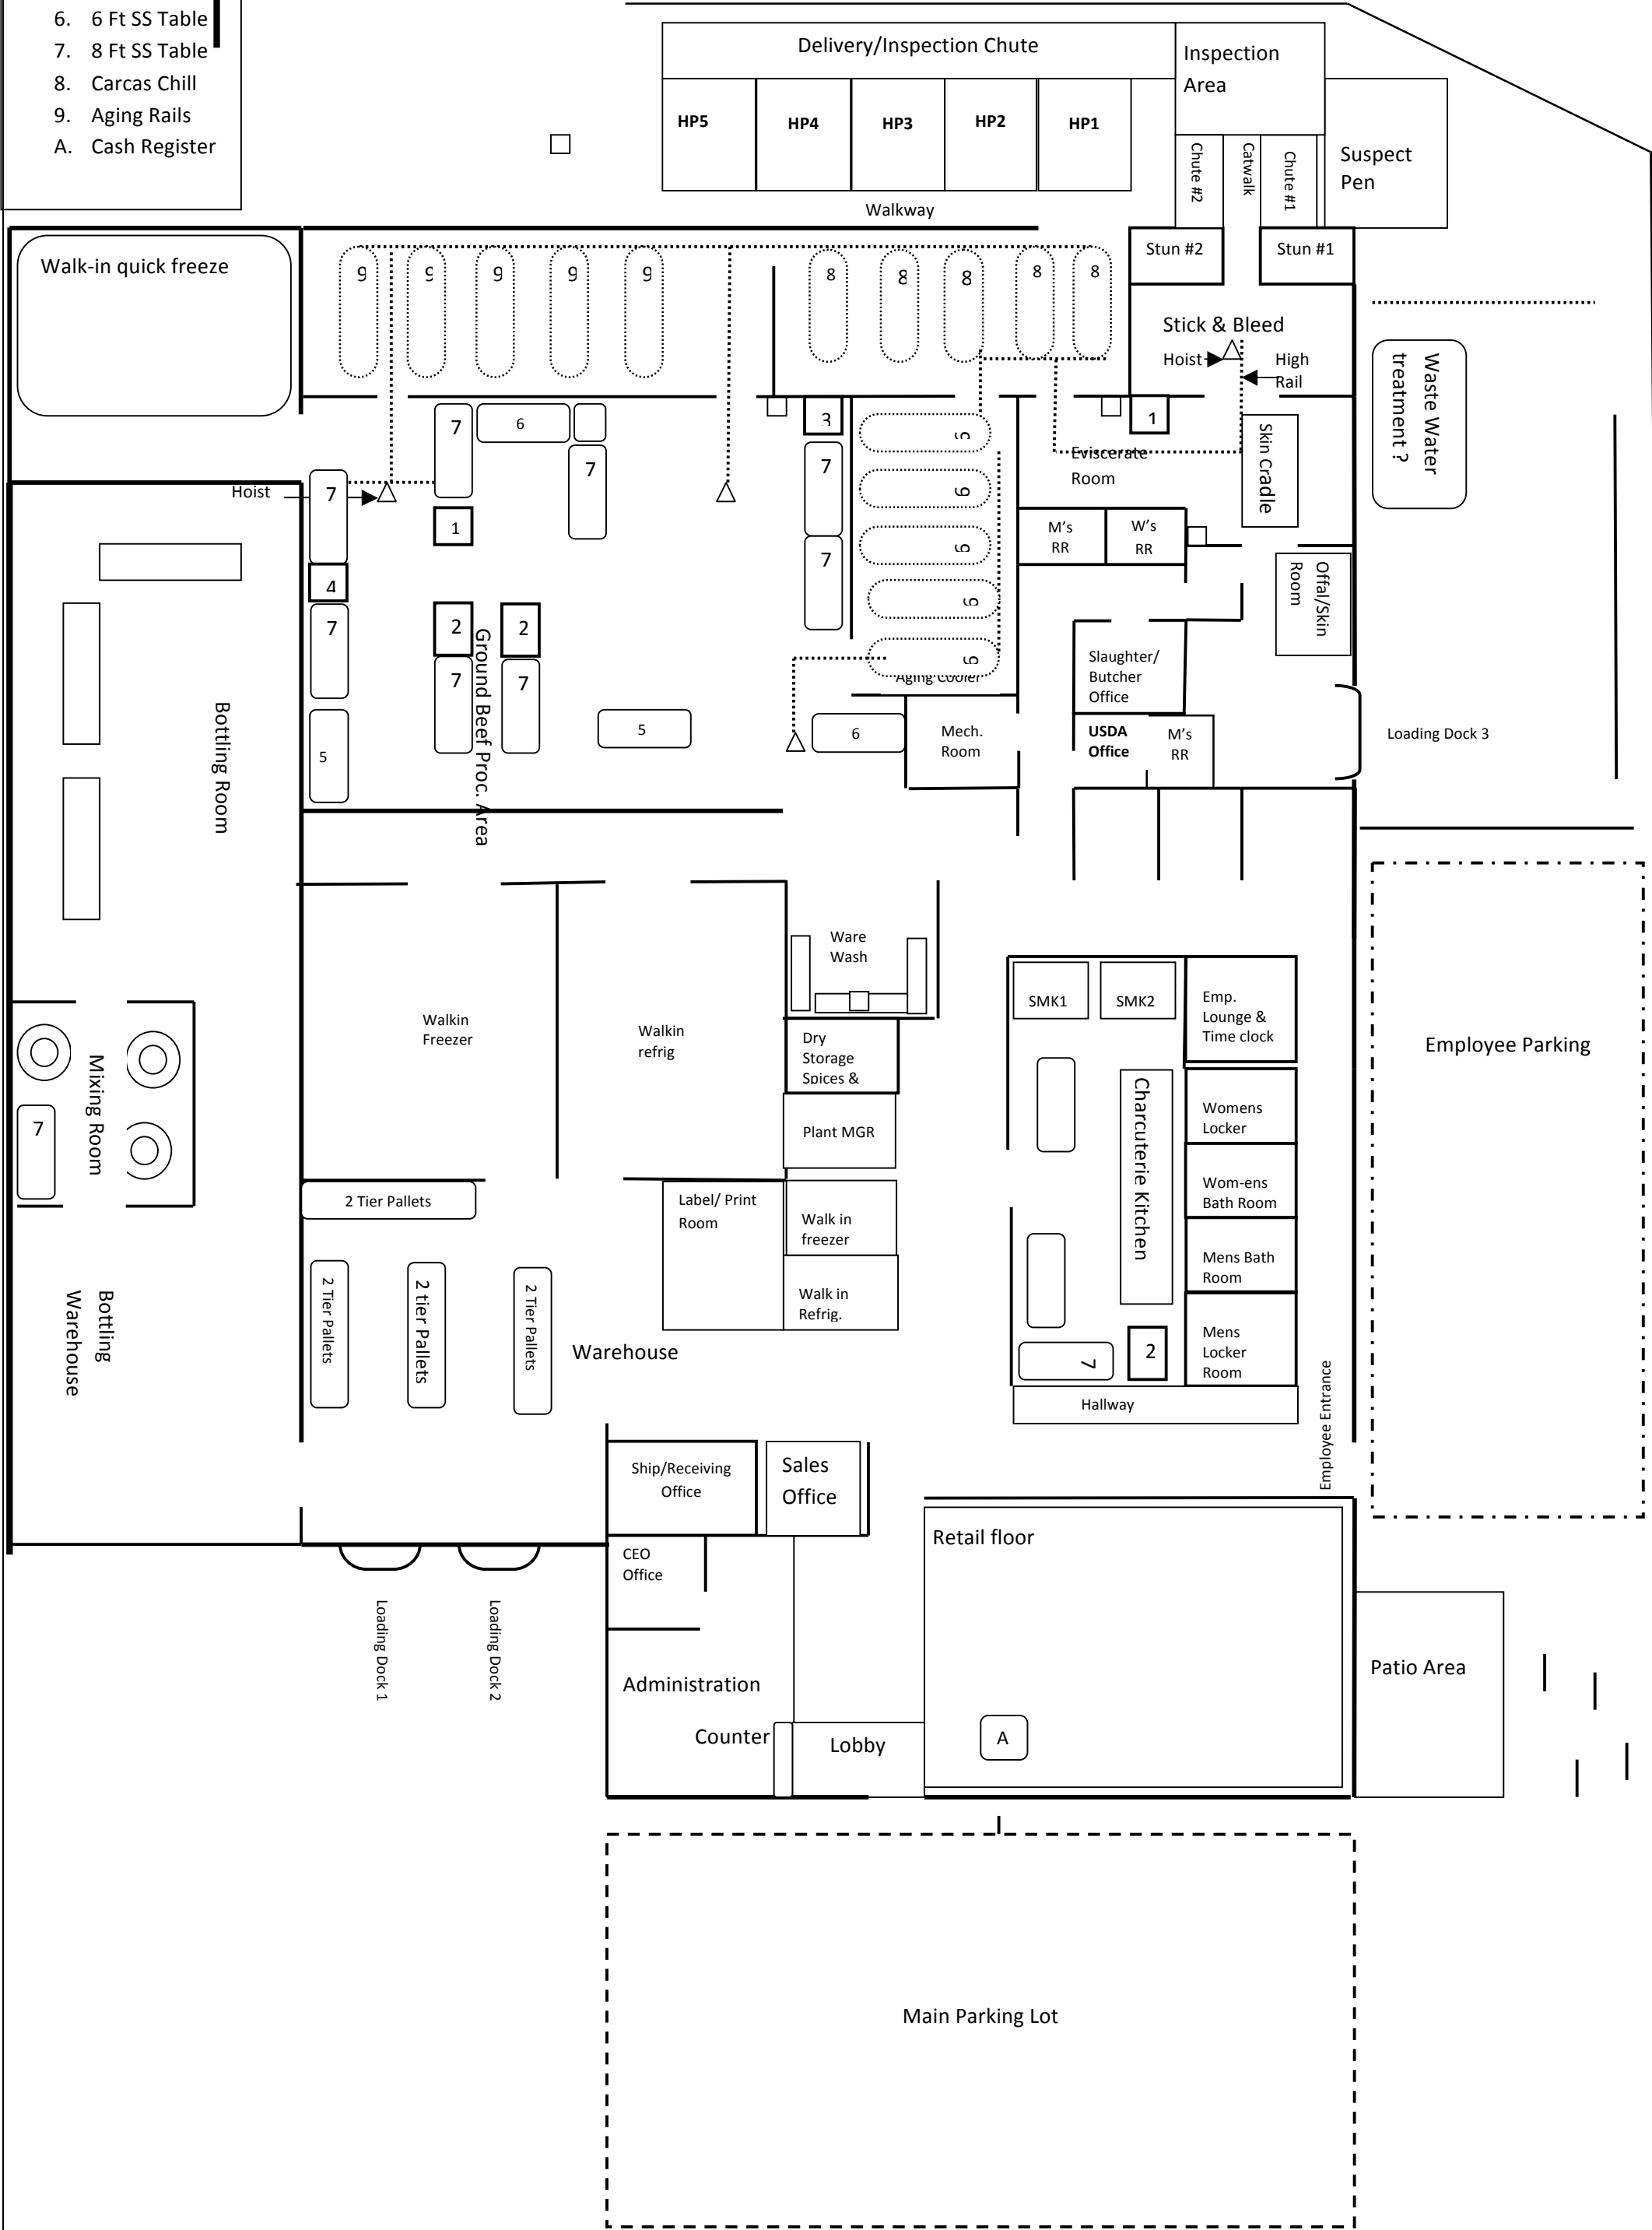 6. 6 Ft SS Table
7. 8 Ft SS Table
8. Carcas Chill
9. Aging Rails
A. Cash Register
Delivery/Inspection Chute
Inspection
Area
HP5
HP4
HP3
HP2
HP1
Chute #2
Catwalk
Chute #1
Suspect
Pen
Walkway
Walk-in quick freeze
9
9
9
9
9
8
8
8
8
8
Stun #2
Stun #1
Stick & Bleed
Hoist
High
Rail
Waste Water
treatment ?
7
6
7
3
7
1
Skin Cradle
Eviscerate
Room
9
9
9
9
9
Aging Cooler
Hoist
7
1
4
7
7
M's
RR
W's
RR
Offal/Skin
Room
2
2
7
7
Ground Beef Proc. Area
5
5
6
Slaughter/
Butcher
Office
Mech.
Room
USDA
Office
M's
RR
Loading Dock 3
Bottling Room
Ware
Wash
Walkin
Freezer
Walkin
refrig
Dry
Storage
Spices &
Plant MGR
SMK1
SMK2
Emp.
Lounge &
Time clock
Employee Parking
Mixing Room
7
Charcuterie Kitchen
Womens
Locker
Wom-ens
Bath Room
Mens Bath
Room
Mens
Locker
Room
2 Tier Pallets
Label/ Print
Room
Walk in
freezer
Walk in
Refrig.
2 Tier Pallets
2 tier Pallets
2 Tier Pallets
Bottling
Warehouse
Warehouse
7
2
Hallway
Employee Entrance
Ship/Receiving
Office
Sales
Office
Retail floor
CEO
Office
Loading Dock 1
Loading Dock 2
Administration
Counter
Lobby
A
Patio Area
Main Parking Lot